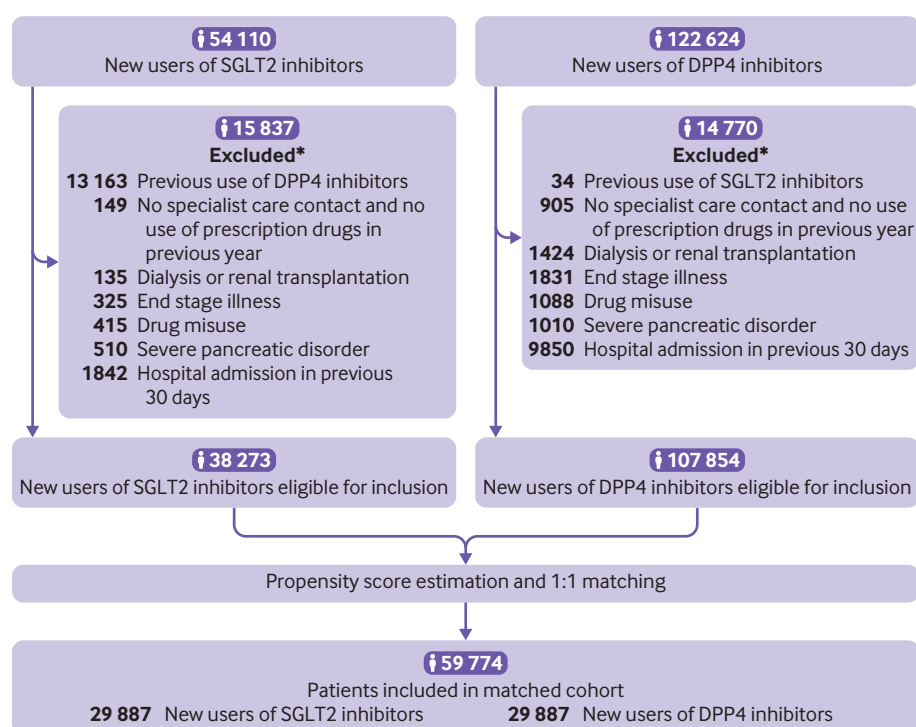 54 110
New users of SGLT2 inhibitors
15 837
Excluded*
13 163 Previous use of DPP4 inhibitors
149 No specialist care contact and no
use of prescription drugs in
previous year
135 Dialysis or renal transplantation
325 End stage illness
415 Drug misuse
510 Severe pancreatic disorder
1842 Hospital admission in previous
30 days
38 273
New users of SGLT2 inhibitors eligible for inclusion
122 624
New users of DPP4 inhibitors
14 770
Excluded*
34 Previous use of SGLT2 inhibitors
905 No specialist care contact and no use
of prescription drugs in previous year
1424 Dialysis or renal transplantation
1831 End stage illness
1088 Drug misuse
1010 Severe pancreatic disorder
9850 Hospital admission in previous 30 days
107 854
New users of DPP4 inhibitors eligible for inclusion
Propensity score estimation and 1:1 matching
59 774
Patients included in matched cohort
29 887 New users of SGLT2 inhibitors
29 887 New users of DPP4 inhibitors